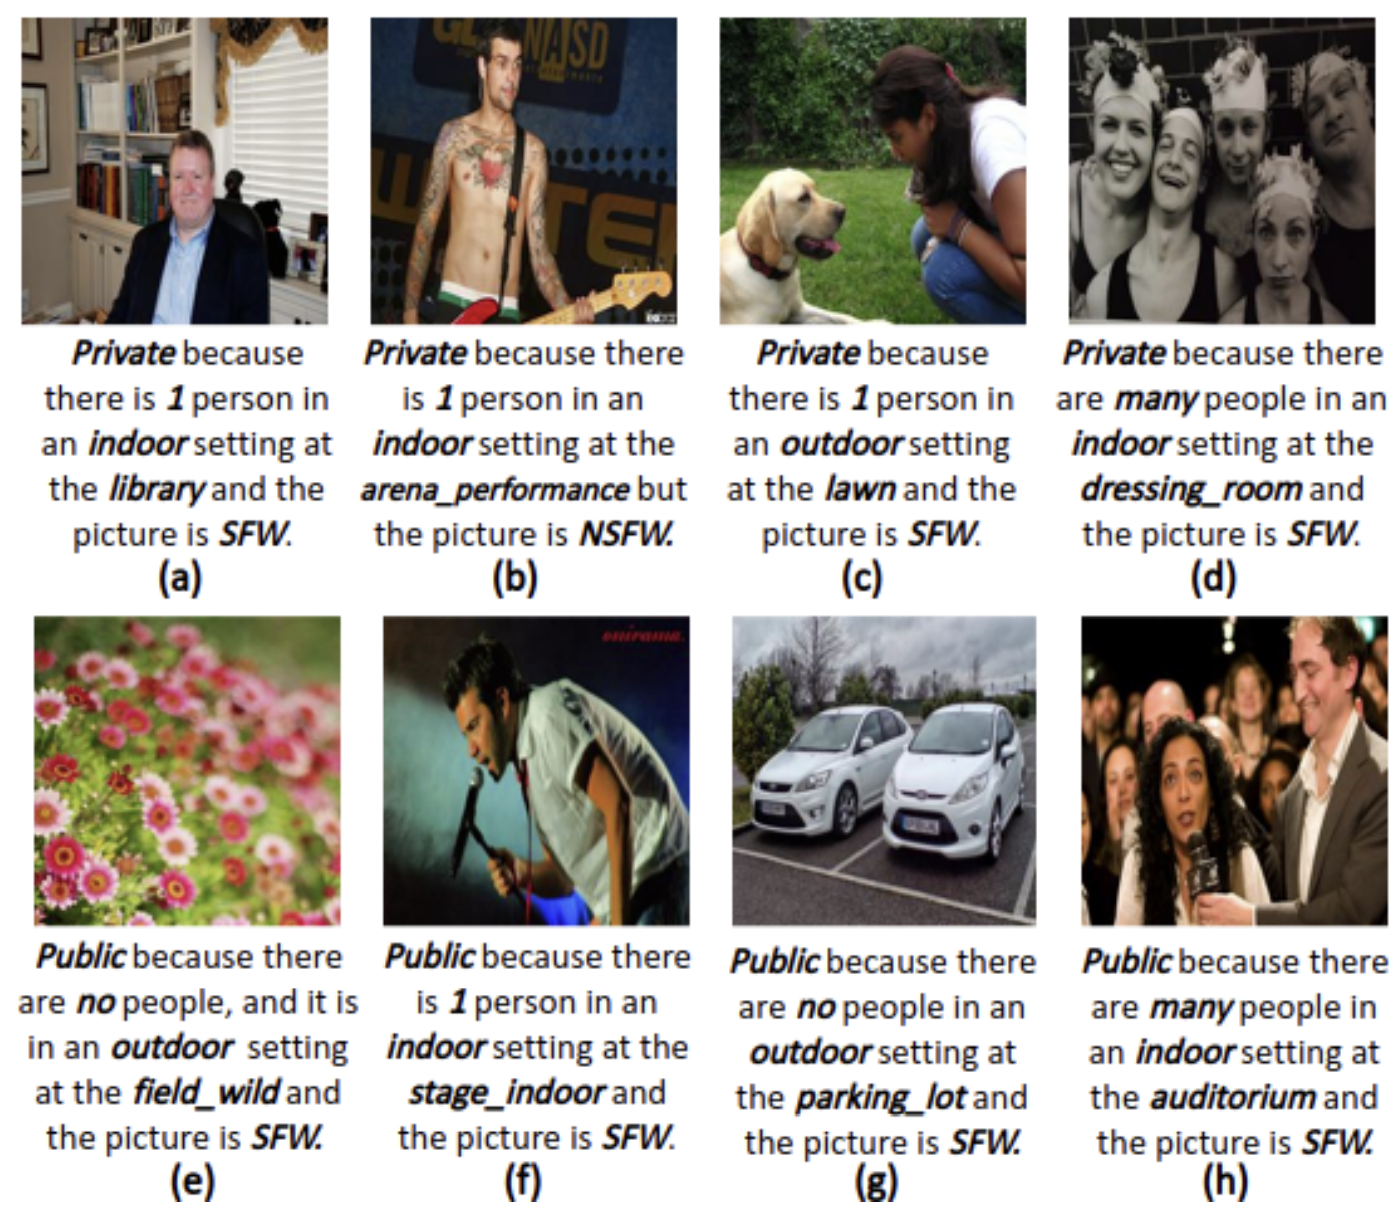 Private because
there is 1 person in
an indoor setting at
the library and the
picture is SFW.
(a)
Private because there
is 1 person in an
indoor setting at the
arena_performance but
the picture is NSFW.
(b)
Private because
there is 1 person in
an outdoor setting
at the lawn and the
picture is SFW.
(c)
Private because there
are many people in an
indoor setting at the
dressing_room and
the picture is SFW.
(d)
onirama.
Public because there
are no people, and it is
in an outdoor setting
at the field_wild and
the picture is SFW.
(e)
Public because there
is 1 person in an
indoor setting at the
stage_indoor and
the picture is SFW.
(f)
Public because there
are no people in an
outdoor setting at
the parking_lot and
the picture is SFW.
(g)
Public because there
are many people in
an indoor setting at
the auditorium and
the picture is SFW.
(h)